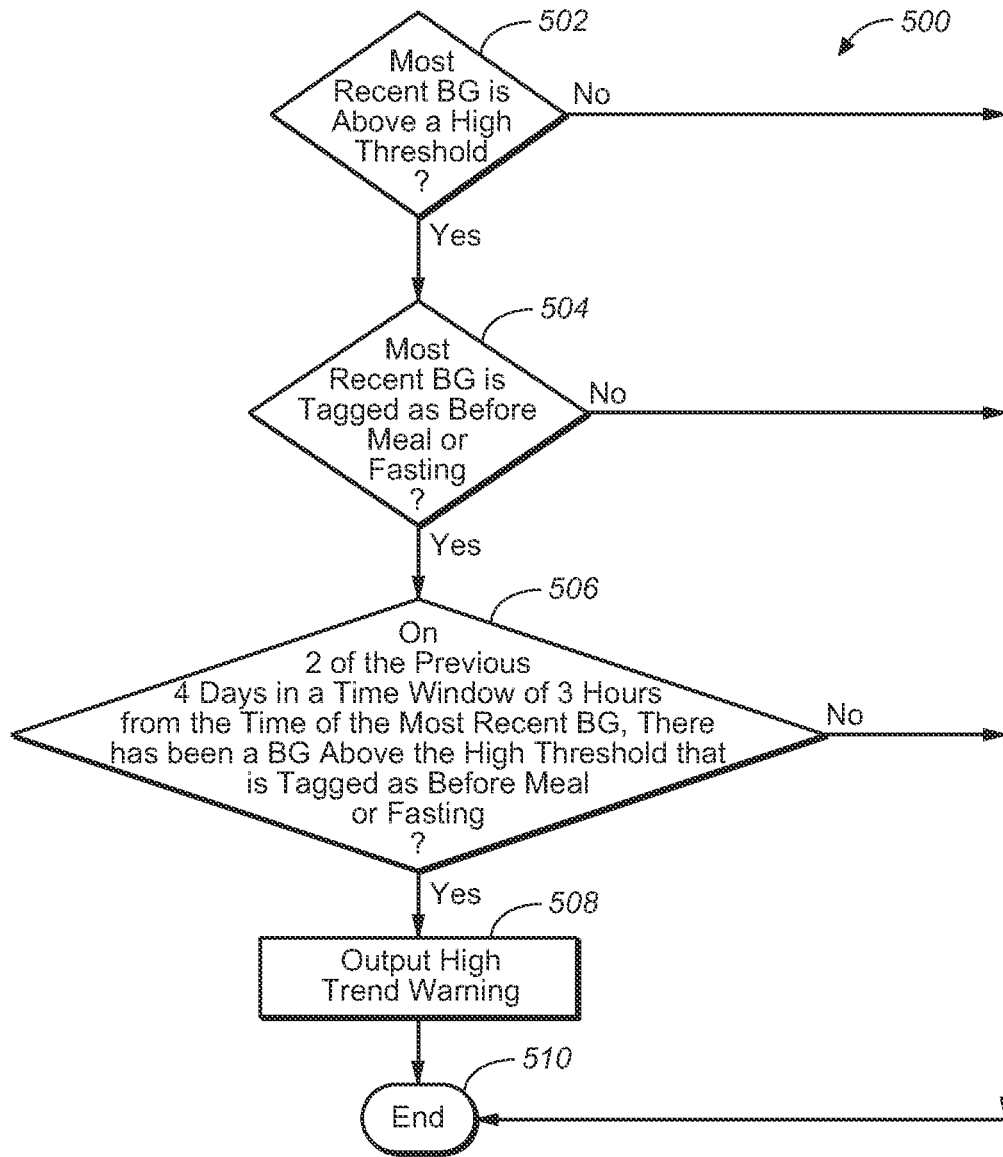 502
500
Most
Recent BG is
Above a High
Threshold
?
No
Yes
504
Most
Recent BG is
Tagged as Before
Meal or
Fasting
?
No
Yes
506
On
2 of the Previous
4 Days in a Time Window of 3 Hours
from the Time of the Most Recent BG, There
has been a BG Above the High Threshold that
is Tagged as Before Meal
or Fasting
?
No
Yes
508
Output High
Trend Warning
510
End